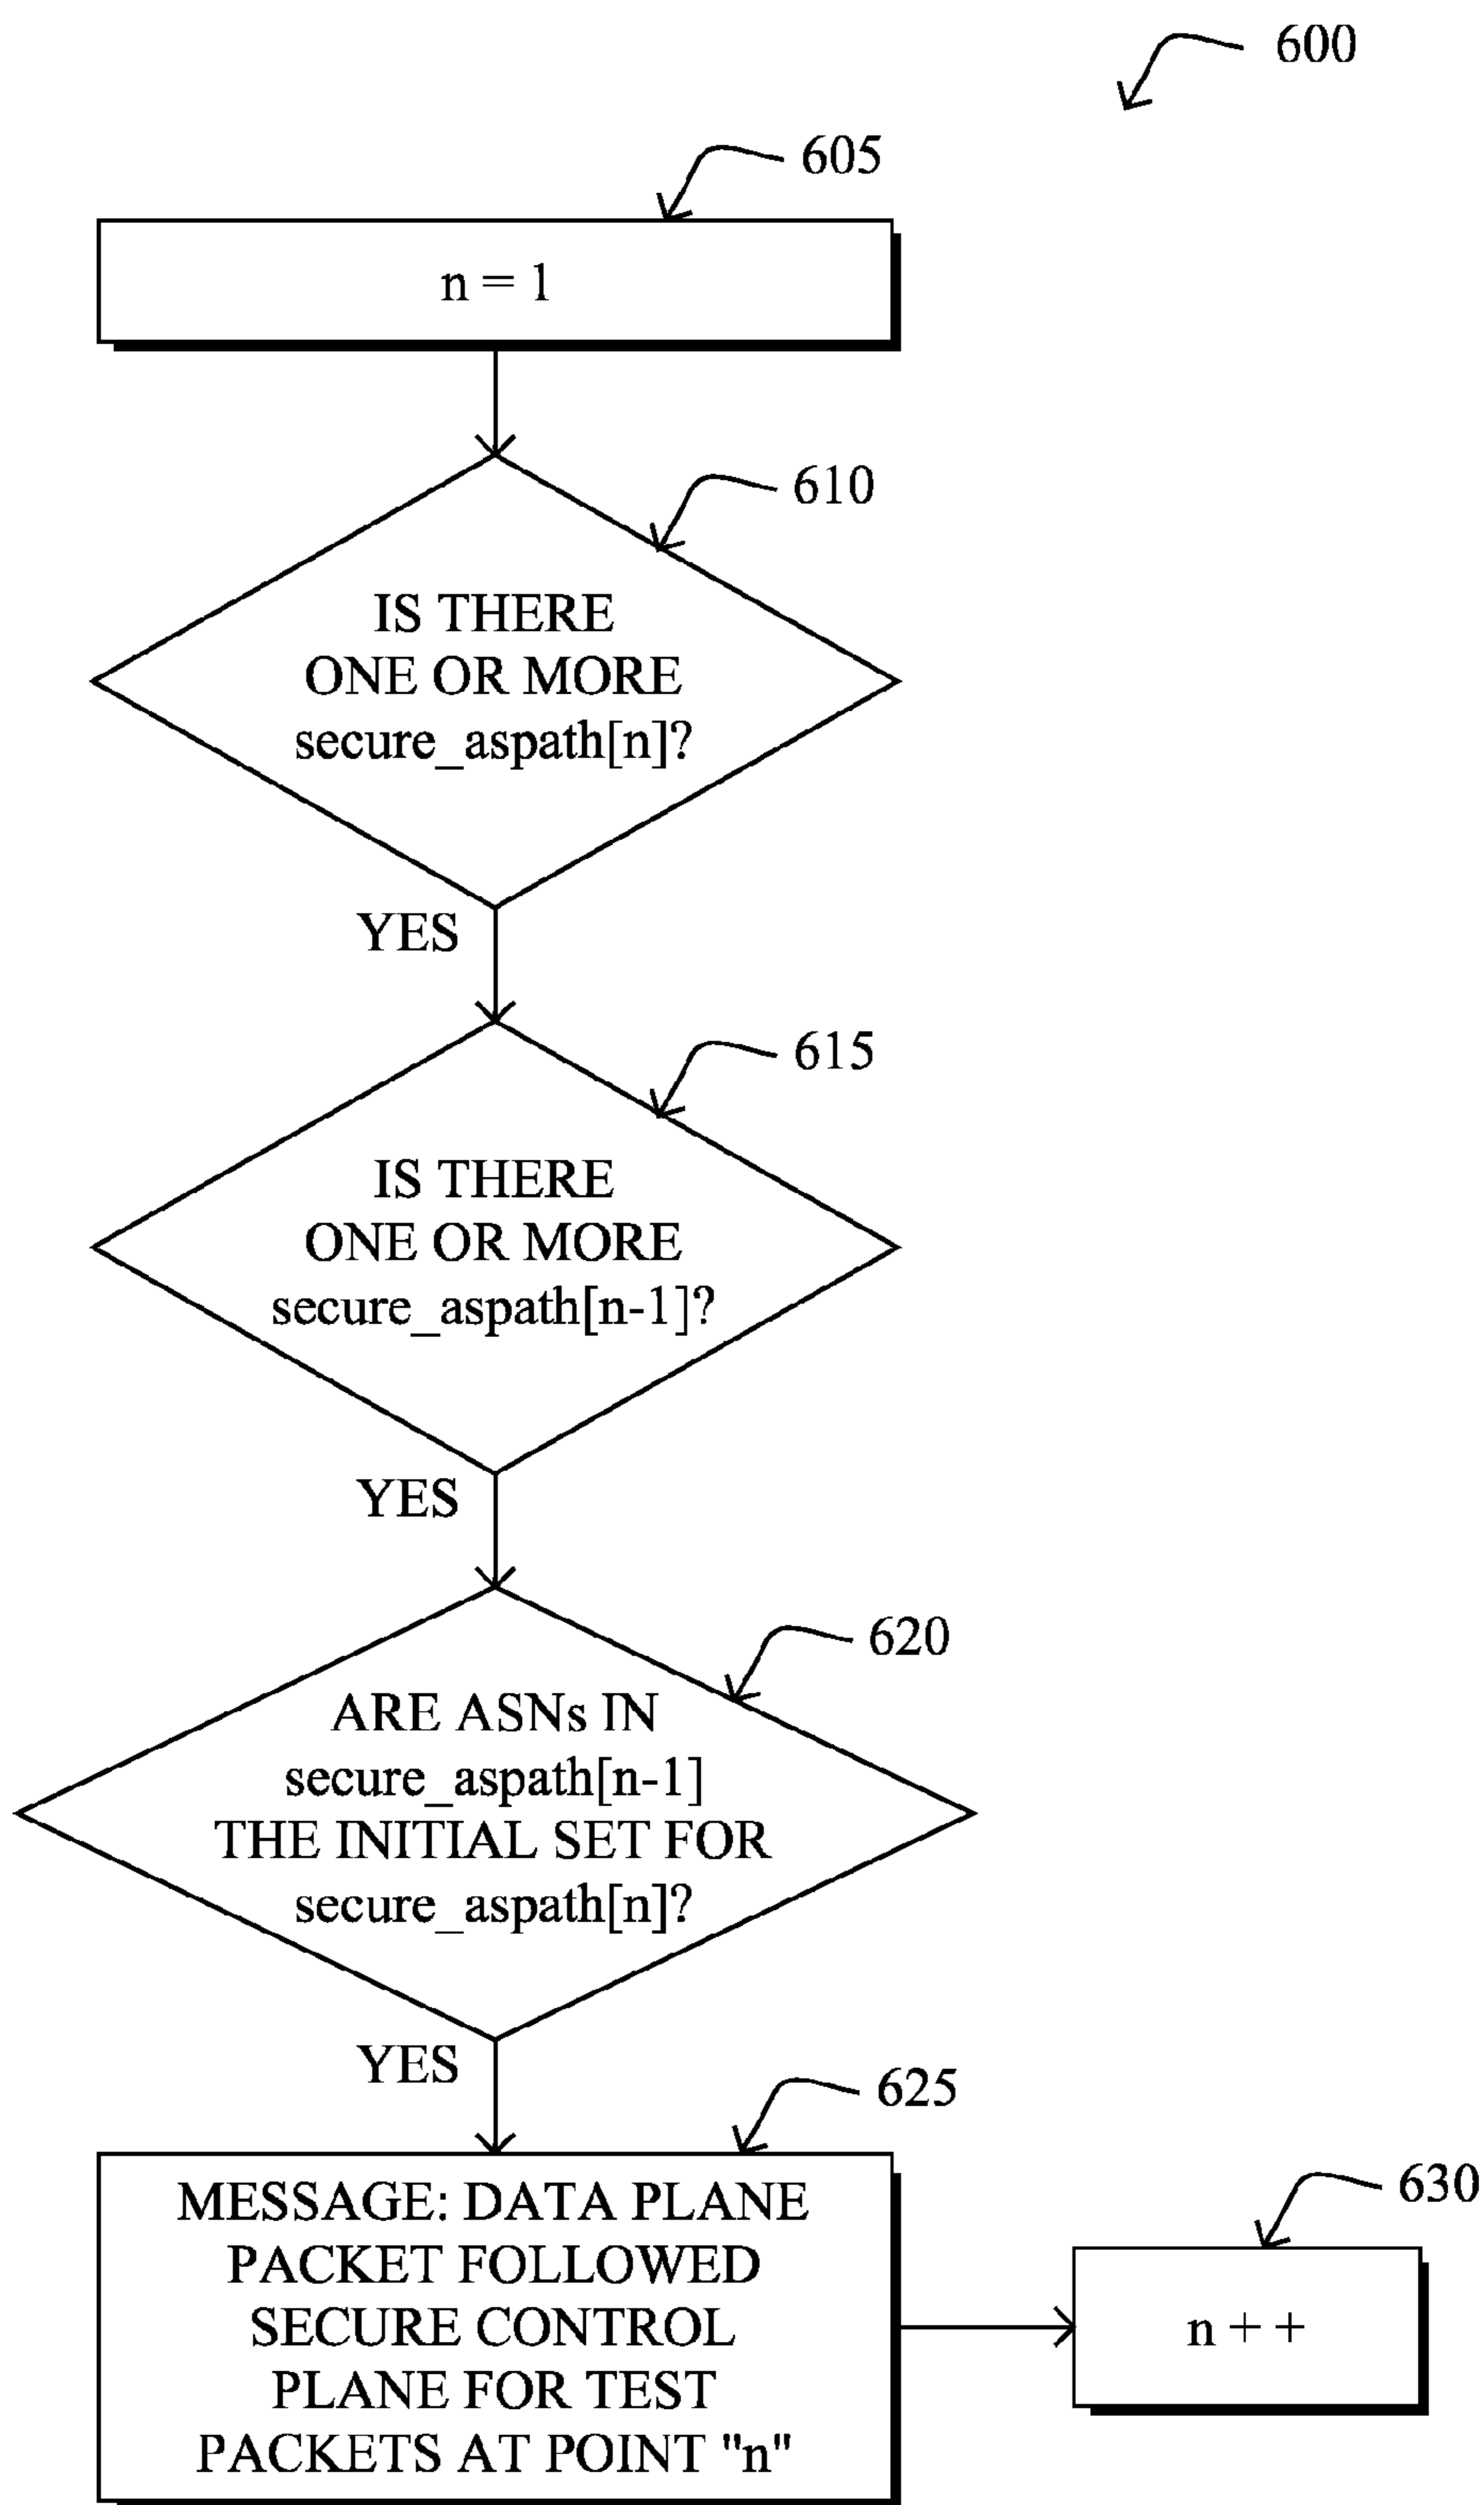 600
605
n = 1
610
IS THERE
ONE OR MORE
secure_aspath[n]?
YES
615
IS THERE
ONE OR MORE
secure_aspath[n-1]?
YES
620
ARE ASNs IN
secure_aspath[n-1]
THE INITIAL SET FOR
secure_aspath[n]?
YES
625
MESSAGE: DATA PLANE
PACKET FOLLOWED
SECURE CONTROL
PLANE FOR TEST
PACKETS AT POINT "n"
630
n + +